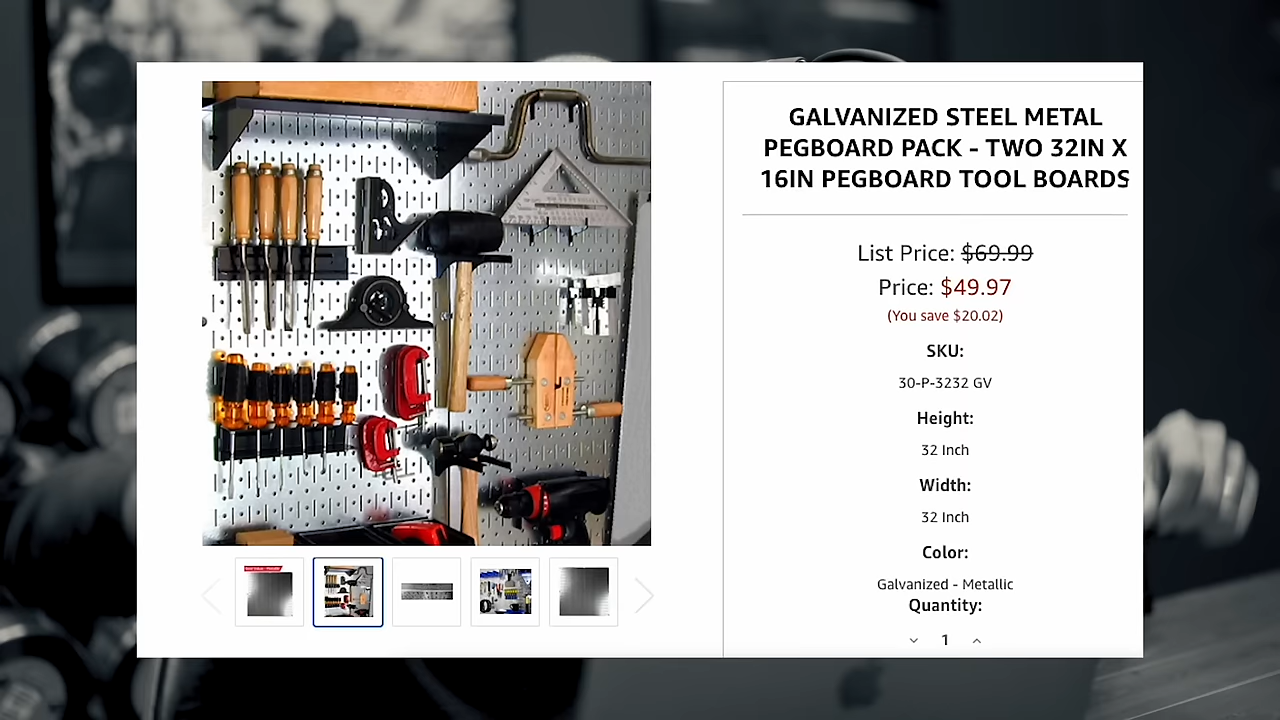 GALVANIZED STEEL METAL
PEGBOARD PACK - TWO 32IN X
16IN PEGBOARD TOOL BOARDS
List Price: $69.99
Price: $49.97
(You save $20.02)
SKU:
30-P-3232 GV
Height:
32 Inch
Width:
32 Inch
Color:
Galvanized - Metallic
Quantity:
1